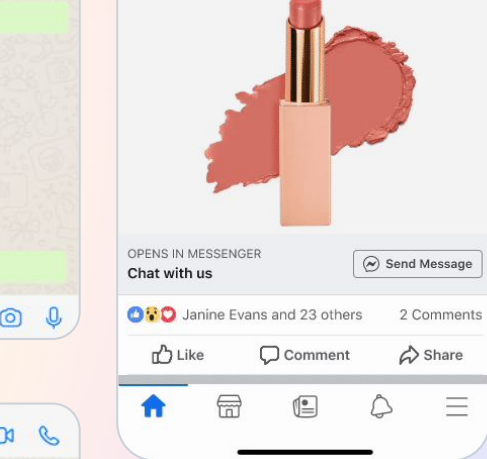 OPENS IN MESSENGER
Chat with us
Send Message
Janine Evans and 23 others
2 Comments
Like
Comment
Share